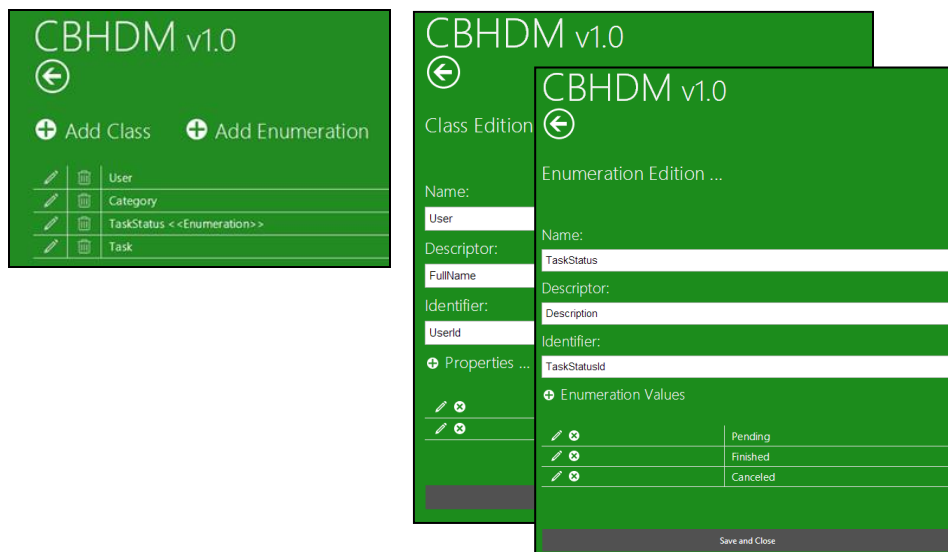 CBHDM v1.0
Add Class Add Enumeration
User
Category
TaskStatus <<Enumeration>>
Task
CBHDM v1.0
Class Edition
Name:
User
Descriptor:
FullName
Identifier:
UserId
Properties ...
CBHDM v1.0
Enumeration Edition ...
Name:
TaskStatus
Descriptor:
Description
Identifier:
TaskStatusId
Enumeration Values
Pending
Finished
Canceled
Save and Close